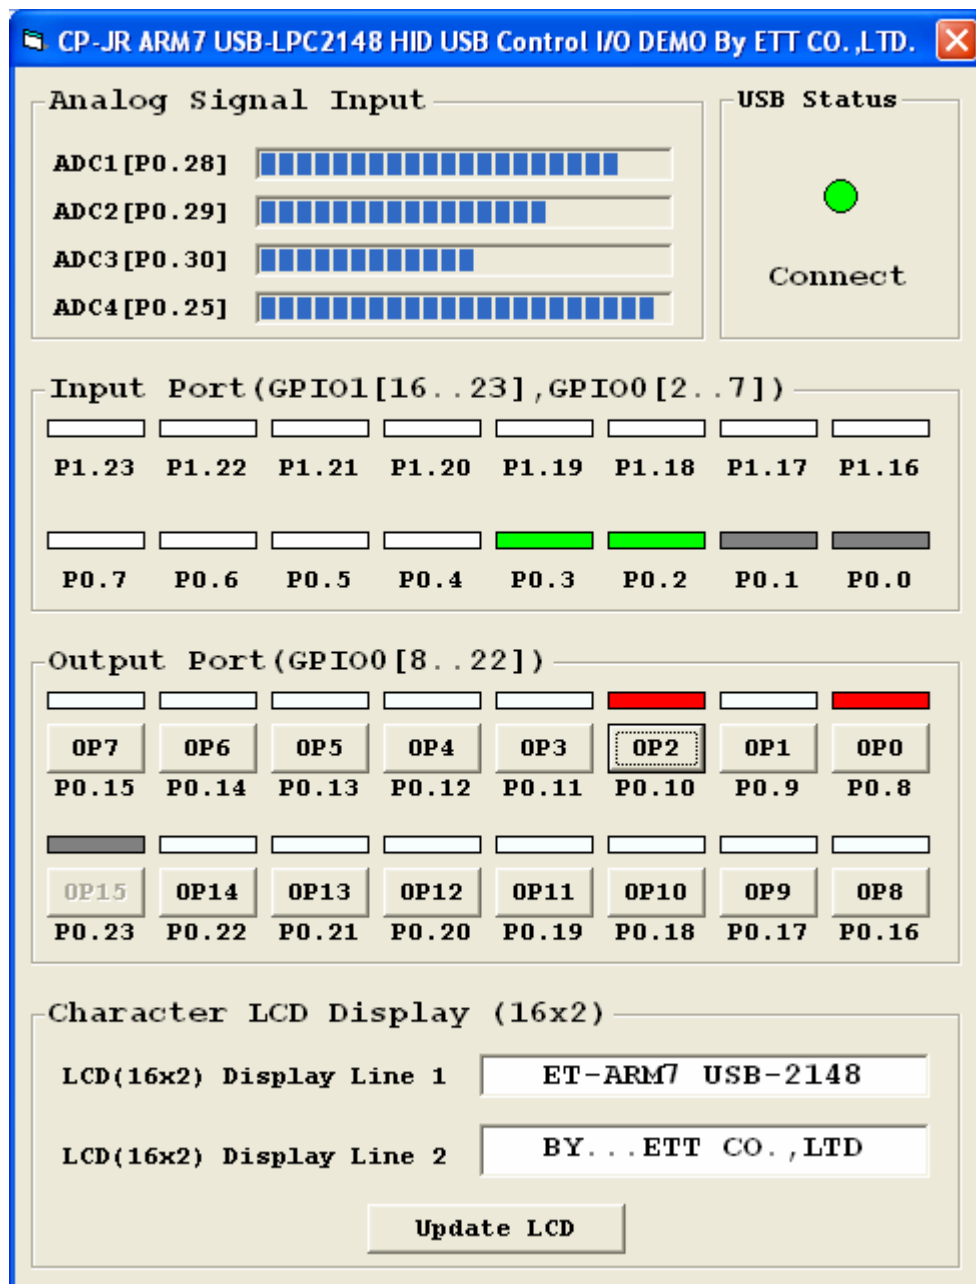 CP-JR ARM7 USB-LPC2148 HID USB Control I/O DEMO By ETT CO.,LTD.
Analog Signal Input
USB Status
ADC1[P0.28]
ADC2[P0.29]
ADC3[P0.30]
ADC4[P0.25]
Connect
Input Port(GPIO1[16..23],GPIO0[2..7])
P1.23 P1.22 P1.21 P1.20 P1.19 P1.18 P1.17 P1.16
P0.7 P0.6 P0.5 P0.4 P0.3 P0.2 P0.1 P0.0
Output Port(GPIO0[8..22])
OP7 OP6 OP5 OP4 OP3 OP2 OP1 OP0
P0.15 P0.14 P0.13 P0.12 P0.11 P0.10 P0.9 P0.8
OP15 OP14 OP13 OP12 OP11 OP10 OP9 OP8
P0.23 P0.22 P0.21 P0.20 P0.19 P0.18 P0.17 P0.16
Character LCD Display (16x2)
LCD(16x2) Display Line 1 ET-ARM7 USB-2148
LCD(16x2) Display Line 2 BY...ETT CO.,LTD
Update LCD